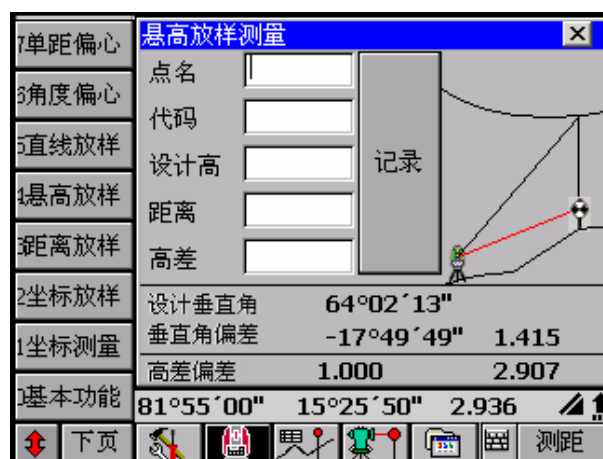 7单距偏心
6角度偏心
5直线放样
4悬高放样
3距离放样
2坐标放样
1坐标测量
0基本功能
下页
悬高放样测量
点名
代码
设计高
距离
高差
记录
设计垂直角 64°02′13"
垂直角偏差 -17°49′49" 1.415
高差偏差 1.000 2.907
81°55′00" 15°25′50" 2.936
测距